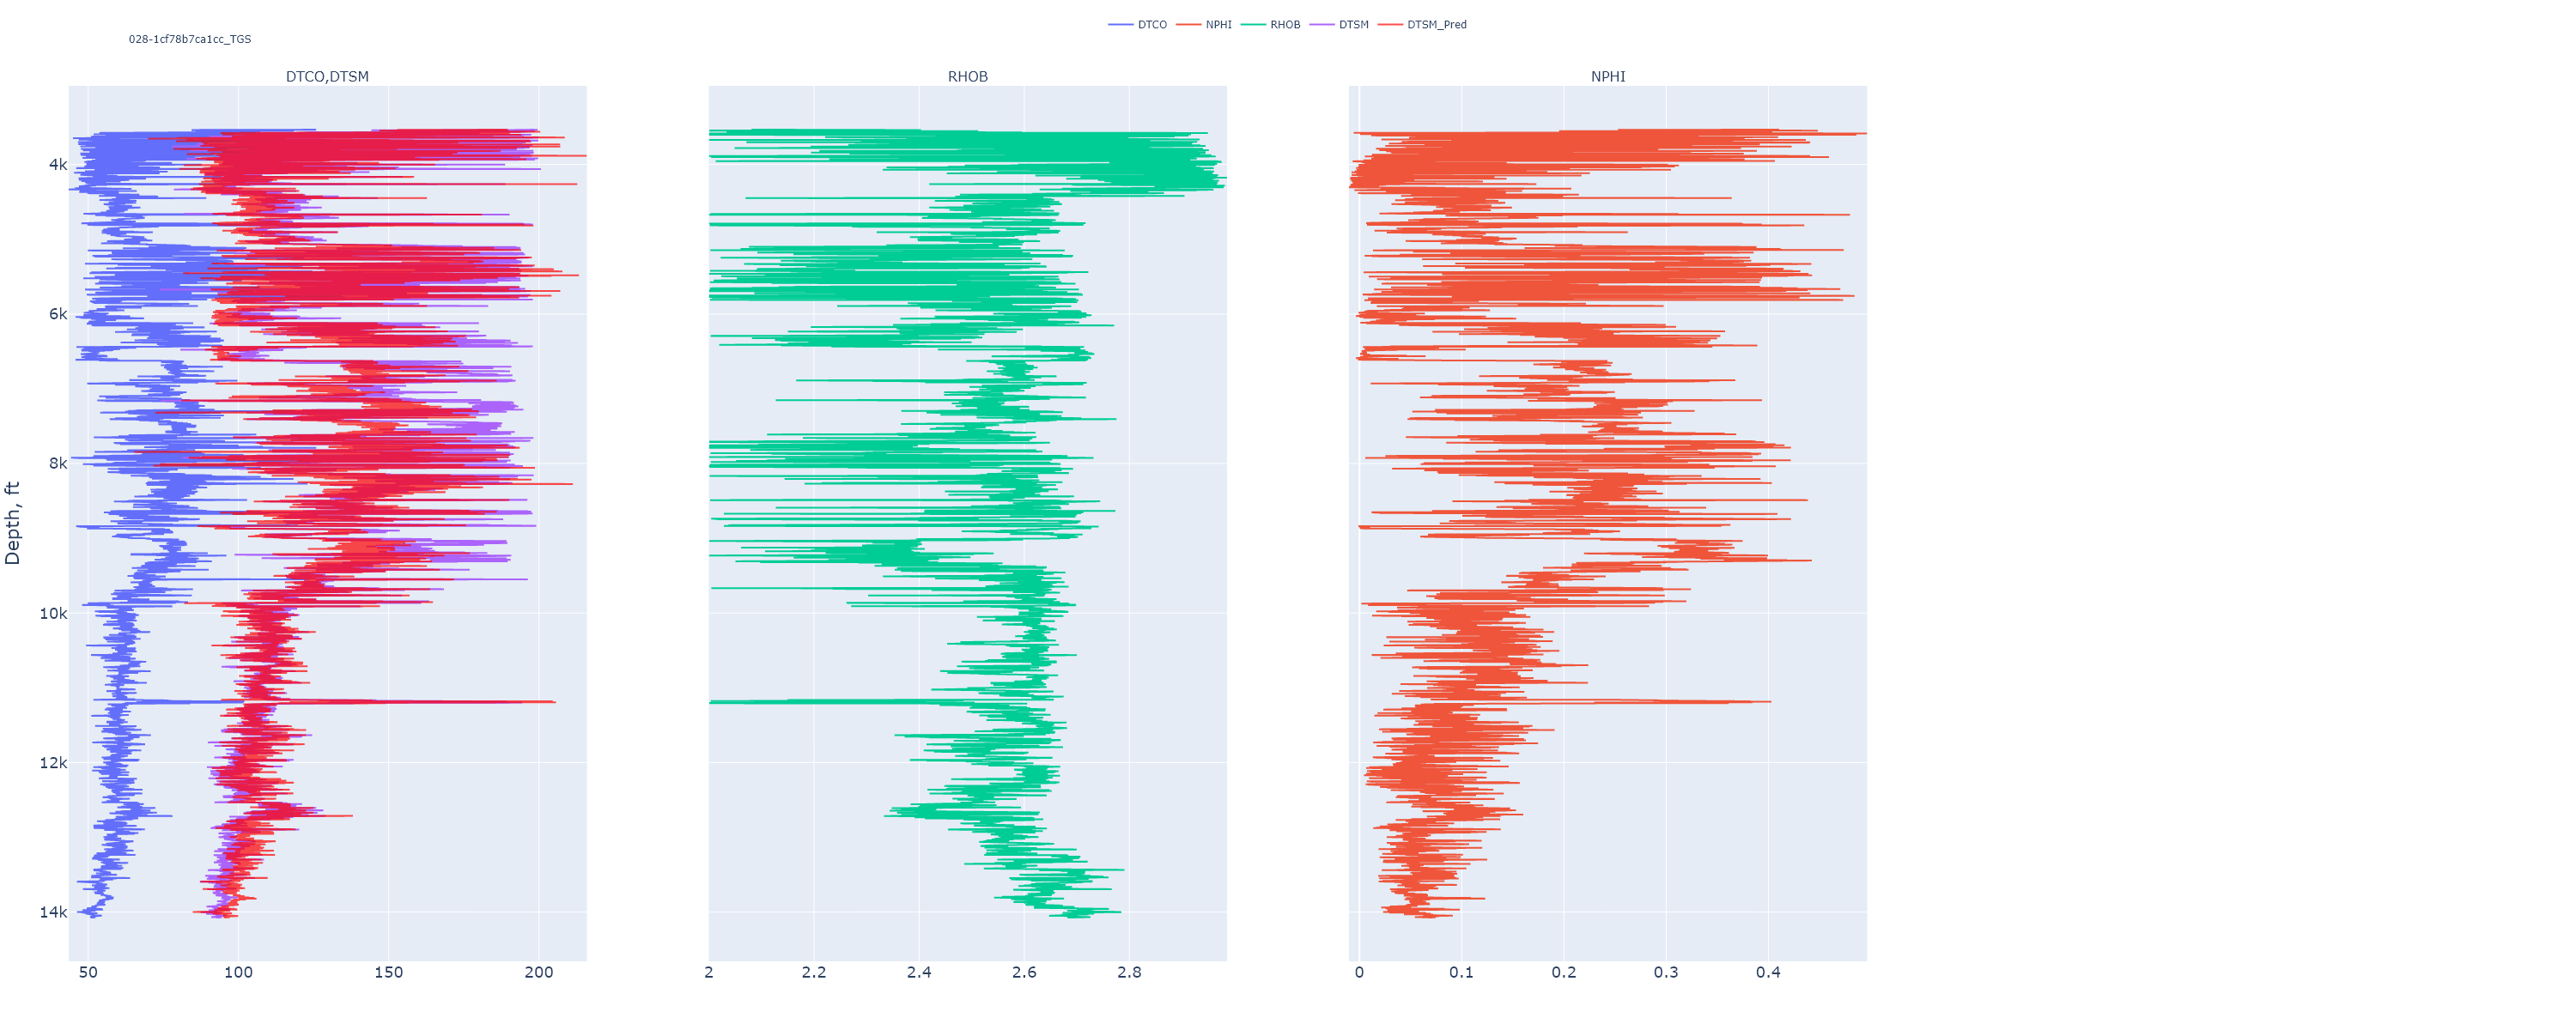 DTCO NPHI RHOB DTSM DTSM_Pred
028-1cf78b7ca1cc_TGS
DTCO,DTSM RHOB NPHI
Depth, ft
4k
6k
8k
10k
12k
14k
50 100 150 200
2 2.2 2.4 2.6 2.8
0 0.1 0.2 0.3 0.4